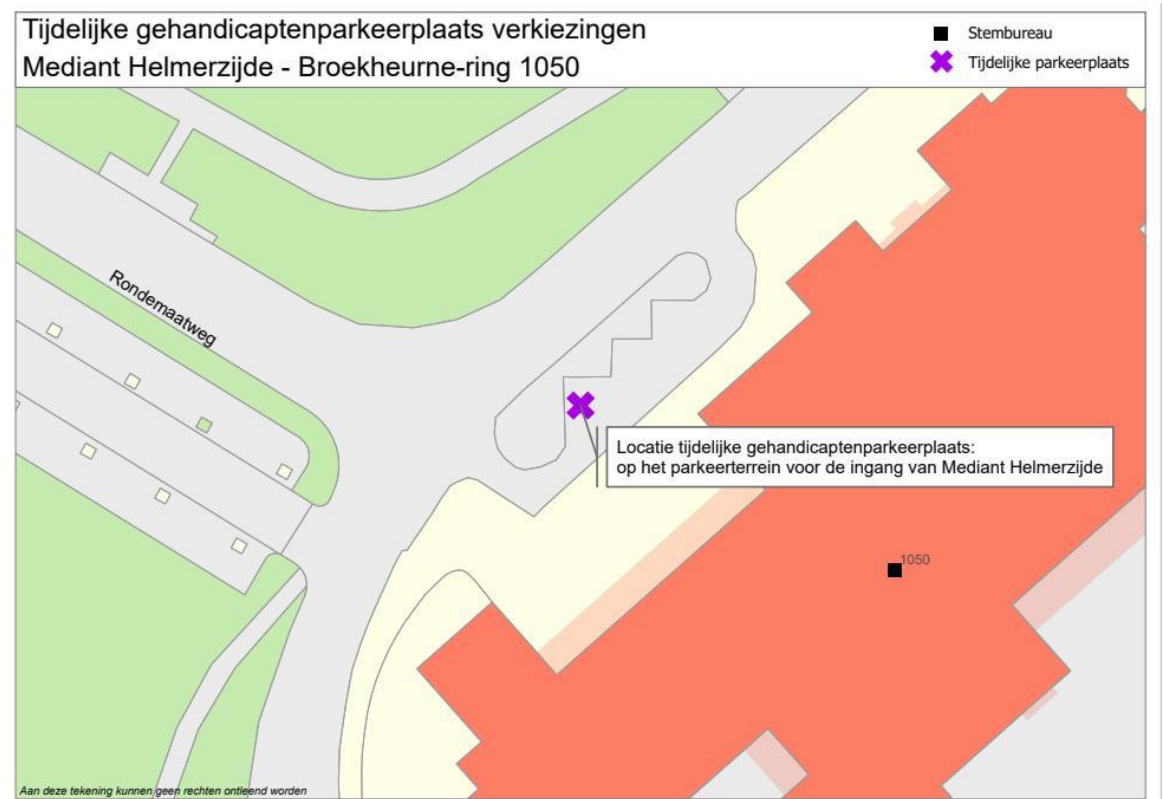 Tijdelijke gehandicaptenparkeerplaats verkiezingen
Mediant Helmerzijde - Broekheurne-ring 1050
Stembureau
Tijdelijke parkeerplaats
Rondemaatweg
Locatie tijdelijke gehandicaptenparkeerplaats:
op het parkeerterrein voor de ingang van Mediant Helmerzijde
1050
Aan deze tekening kunnen geen rechten ontleend worden